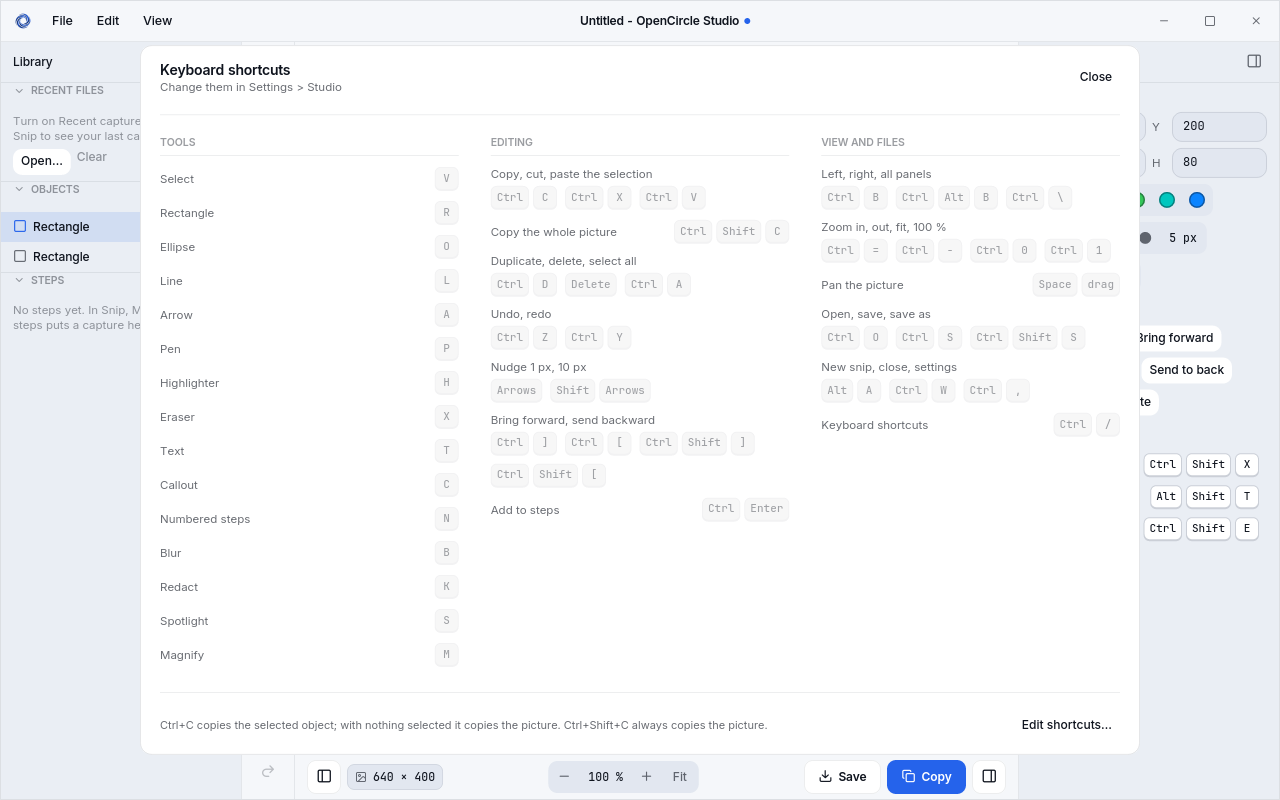 File Edit View
Untitled - OpenCircle Studio
Library
RECENT FILES
Turn on Recent capture
Snip to see your last ca
Open... Clear
OBJECTS
Rectangle
Rectangle
STEPS
No steps yet. In Snip, M
steps puts a capture he
Keyboard shortcuts
Change them in Settings > Studio
Close
TOOLS
Select V
Rectangle R
Ellipse O
Line L
Arrow A
Pen P
Highlighter H
Eraser X
Text T
Callout C
Numbered steps N
Blur B
Redact K
Spotlight S
Magnify M
EDITING
Copy, cut, paste the selection
Ctrl C Ctrl X Ctrl V
Copy the whole picture Ctrl Shift C
Duplicate, delete, select all
Ctrl D Delete Ctrl A
Undo, redo
Ctrl Z Ctrl Y
Nudge 1 px, 10 px
Arrows Shift Arrows
Bring forward, send backward
Ctrl ] Ctrl [ Ctrl Shift ]
Ctrl Shift [
Add to steps Ctrl Enter
VIEW AND FILES
Left, right, all panels
Ctrl B Ctrl Alt B Ctrl \
Zoom in, out, fit, 100 %
Ctrl = Ctrl - Ctrl 0 Ctrl 1
Pan the picture Space drag
Open, save, save as
Ctrl O Ctrl S Ctrl Shift S
New snip, close, settings
Alt A Ctrl W Ctrl ,
Keyboard shortcuts Ctrl /
Ctrl+C copies the selected object; with nothing selected it copies the picture. Ctrl+Shift+C always copies the picture.
Edit shortcuts...
Y 200
H 80
5 px
Bring forward
Send to back
te
Ctrl Shift X
Alt Shift T
Ctrl Shift E
640 × 400
100 %
Fit
Save
Copy